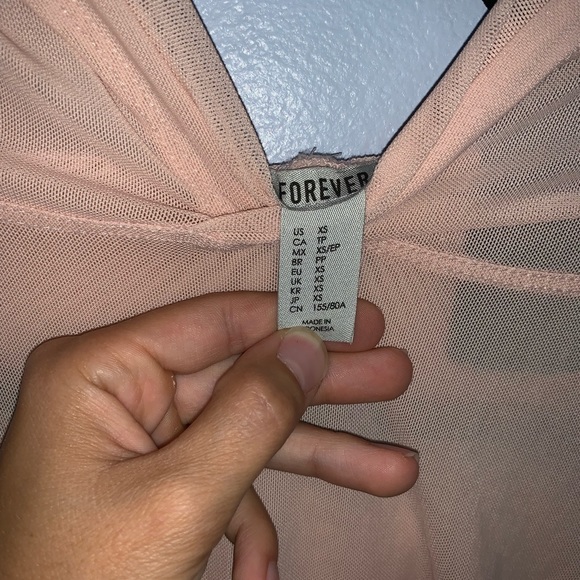 FOREVER
US XS
CA TP
MX XS/EP
BR PP
EU XS
UK XS
KR XS
JP XS
CN 155/80A
MADE IN
ONESIA